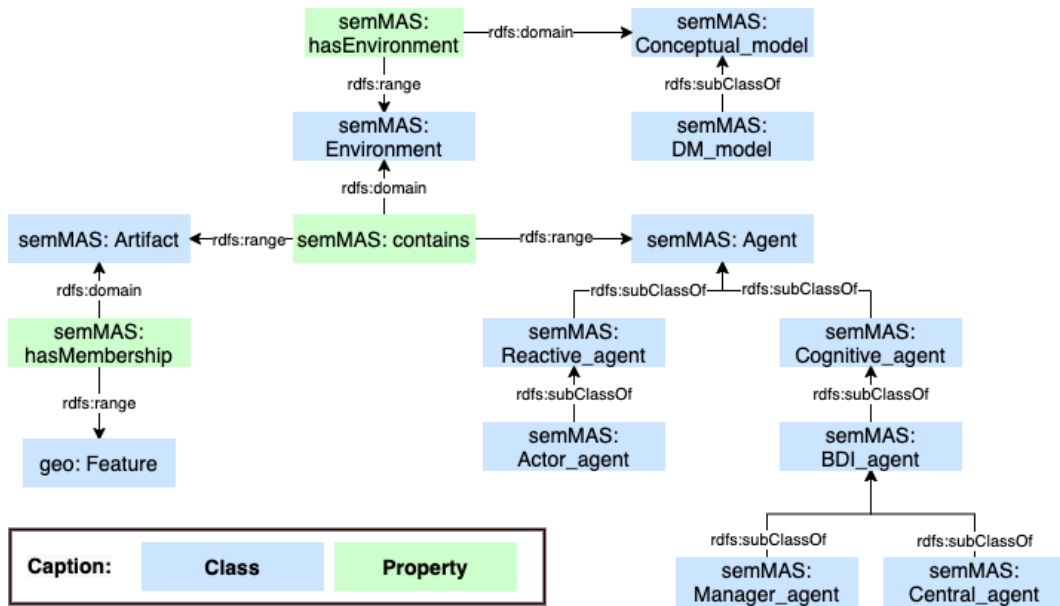 semMAS:
hasEnvironment
rdfs:domain
semMAS:
Conceptual_model
rdfs:range
rdfs:subClassOf
semMAS:
Environment
semMAS:
DM_model
rdfs:domain
semMAS: Artifact
rdfs:range
semMAS: contains
rdfs:range
semMAS: Agent
rdfs:domain
rdfs:subClassOf
rdfs:subClassOf
semMAS:
hasMembership
semMAS:
Reactive_agent
semMAS:
Cognitive_agent
rdfs:range
rdfs:subClassOf
rdfs:subClassOf
geo: Feature
semMAS:
Actor_agent
semMAS:
BDI_agent
Caption:
Class
Property
rdfs:subClassOf
rdfs:subClassOf
semMAS:
Manager_agent
semMAS:
Central_agent